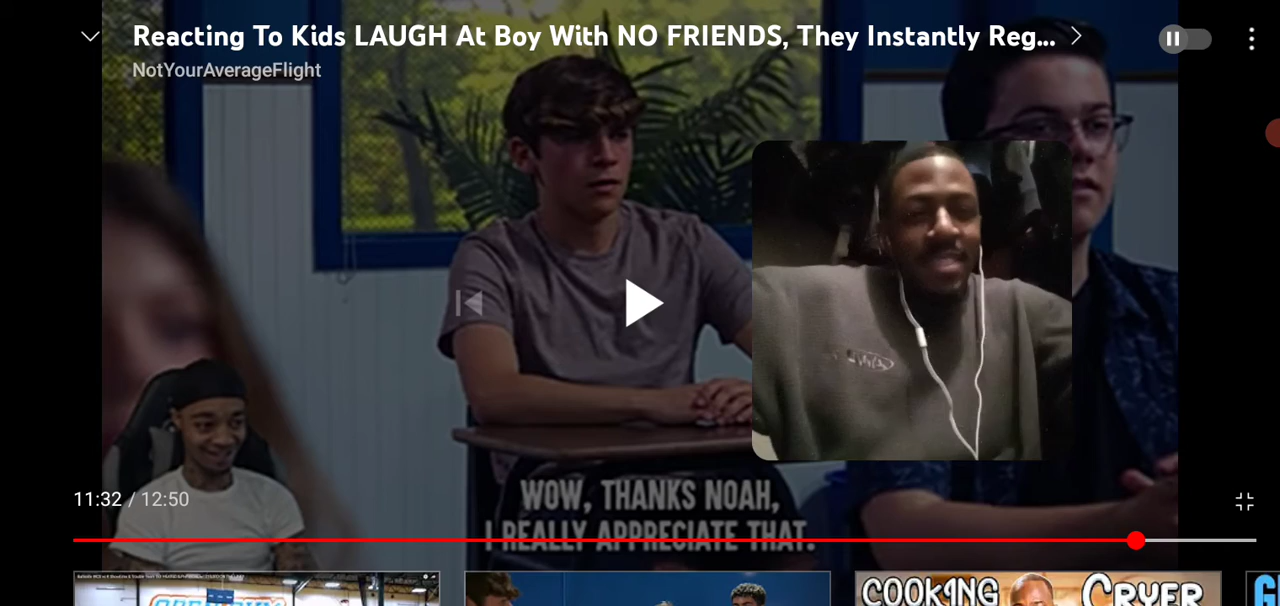 Reacting To Kids LAUGH At Boy With NO FRIENDS, They Instantly Reg...
NotYourAverageFlight
WOW, THANKS NOAH,
I REALLY APPRECIATE THAT.
11:32 / 12:50
COOKING
CRYER